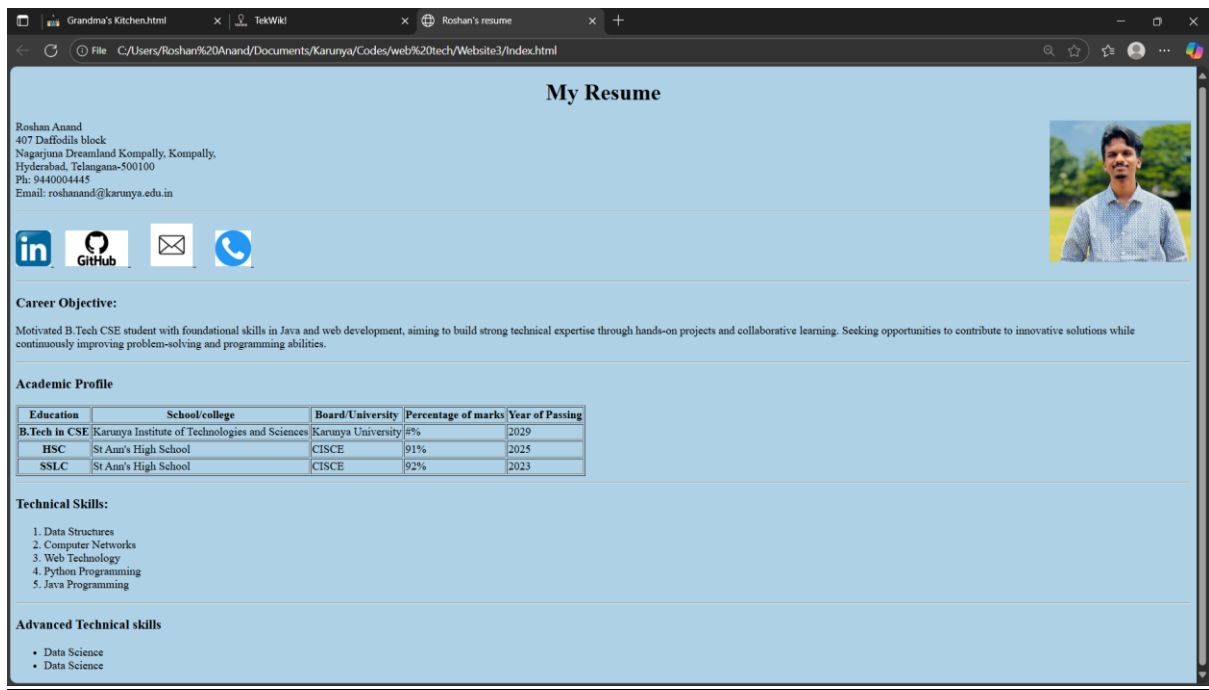 Grandma's Kitchen.html
TekWiki!
Roshan's resume
File C:/Users/Roshan%20Anand/Documents/Karunya/Codes/web%20tech/Website3/Index.html
My Resume
Roshan Anand
407 Daffodils block
Nagarjuna Dreamland Kompally, Kompally,
Hyderabad, Telangana-500100
Ph: 9440004445
Email: roshanand@karunya.edu.in
in
GitHub
Career Objective:
Motivated B.Tech CSE student with foundational skills in Java and web development, aiming to build strong technical expertise through hands-on projects and collaborative learning. Seeking opportunities to contribute to innovative solutions while
continuously improving problem-solving and programming abilities.
Academic Profile
Education School/college Board/University Percentage of marks Year of Passing
B.Tech in CSE Karunya Institute of Technologies and Sciences Karunya University #% 2029
HSC St Ann's High School CISCE 91% 2025
SSLC St Ann's High School CISCE 92% 2023
Technical Skills:
1. Data Structures
2. Computer Networks
3. Web Technology
4. Python Programming
5. Java Programming
Advanced Technical skills
• Data Science
• Data Science